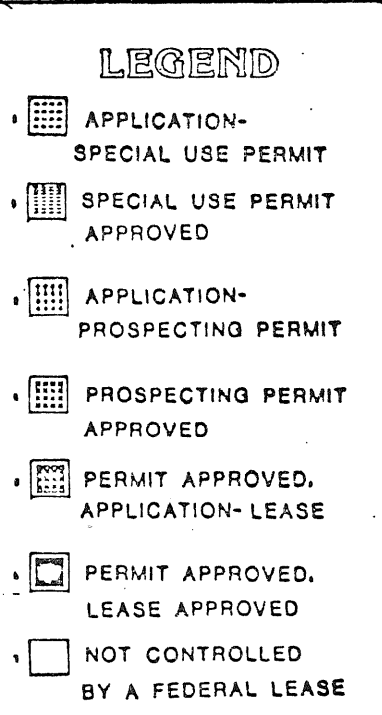 LEGEND
APPLICATION-
SPECIAL USE PERMIT
SPECIAL USE PERMIT
APPROVED
APPLICATION-
PROSPECTING PERMIT
PROSPECTING PERMIT
APPROVED
PERMIT APPROVED.
APPLICATION- LEASE
PERMIT APPROVED.
LEASE APPROVED
NOT CONTROLLED
BY A FEDERAL LEASE